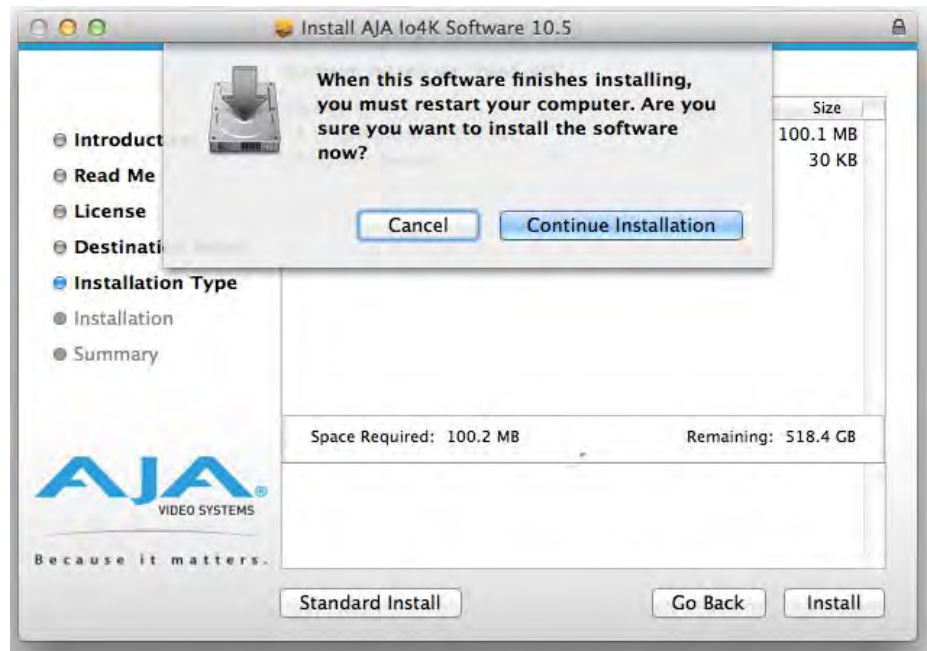 Install AJA Io4K Software 10.5
When this software finishes installing,
you must restart your computer. Are you
sure you want to install the software
now?
Cancel
Continue Installation
Size
100.1 MB
30 KB
Introduct
Read Me
License
Destinati
Installation Type
Installation
Summary
Space Required: 100.2 MB
Remaining: 518.4 GB
AJA®
VIDEO SYSTEMS
Because it matters.
Standard Install
Go Back
Install